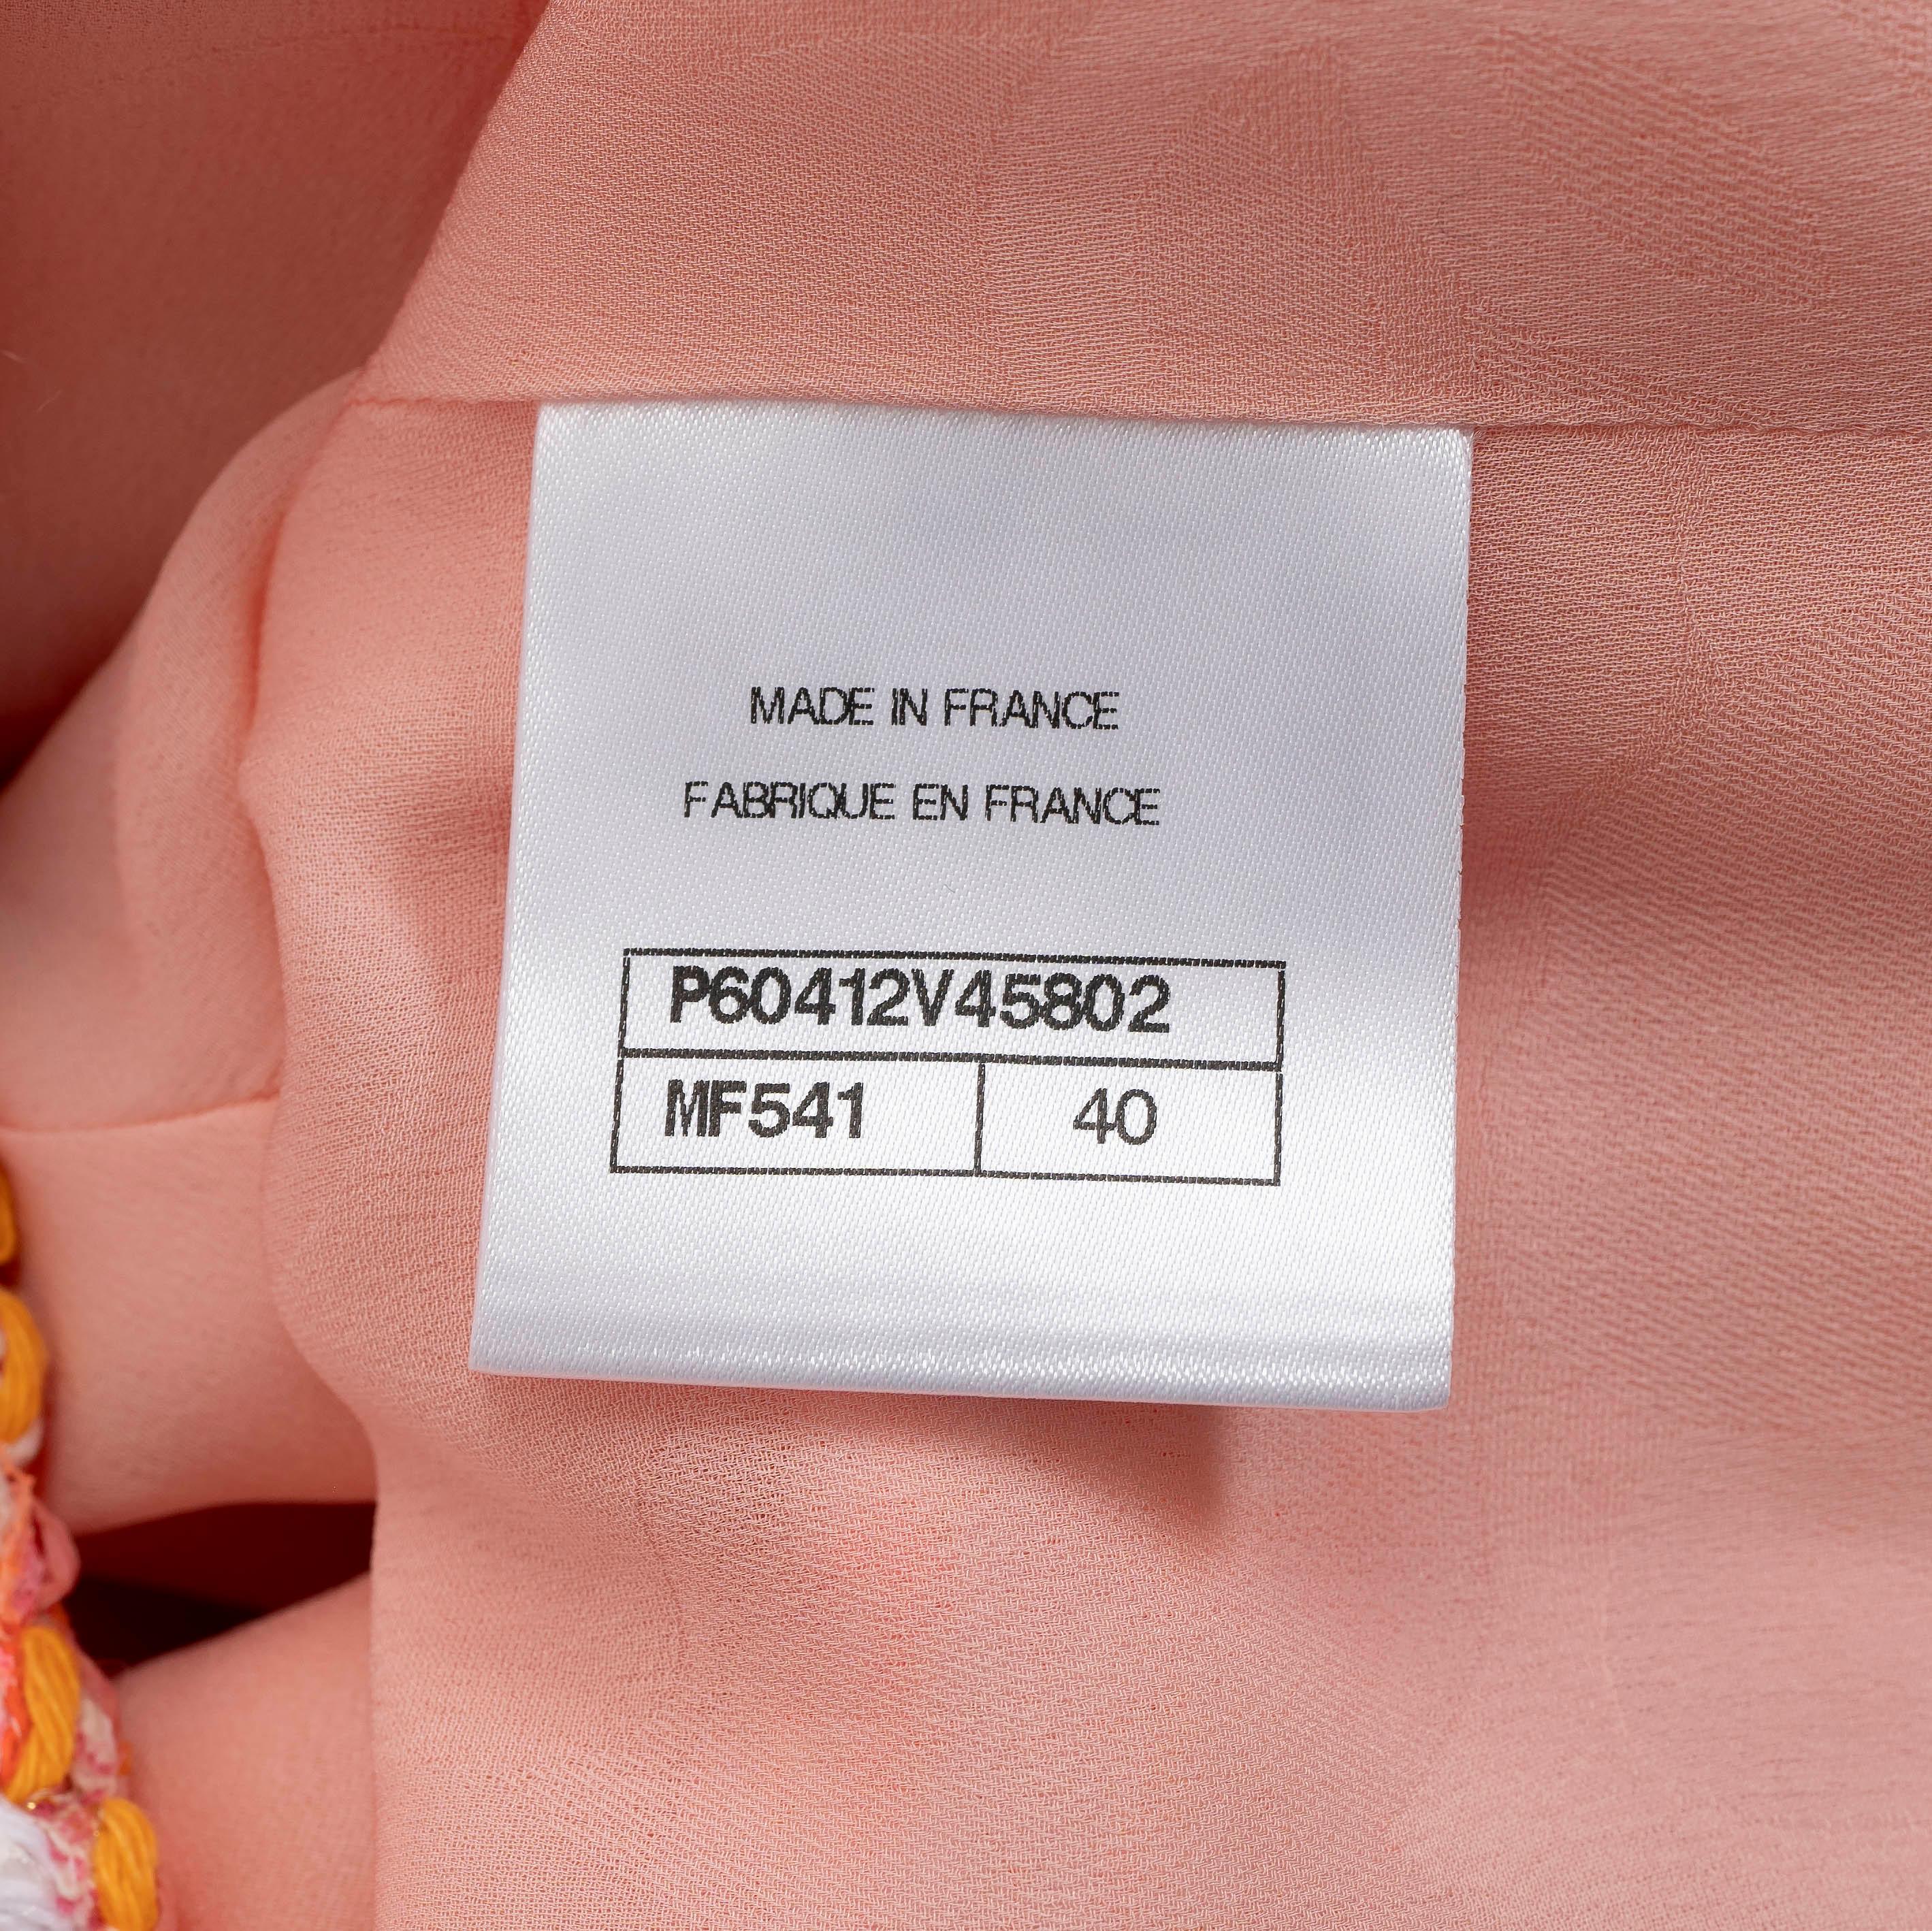 MADE IN FRANCE
FABRIQUE EN FRANCE
P60412V45802
MF541 40